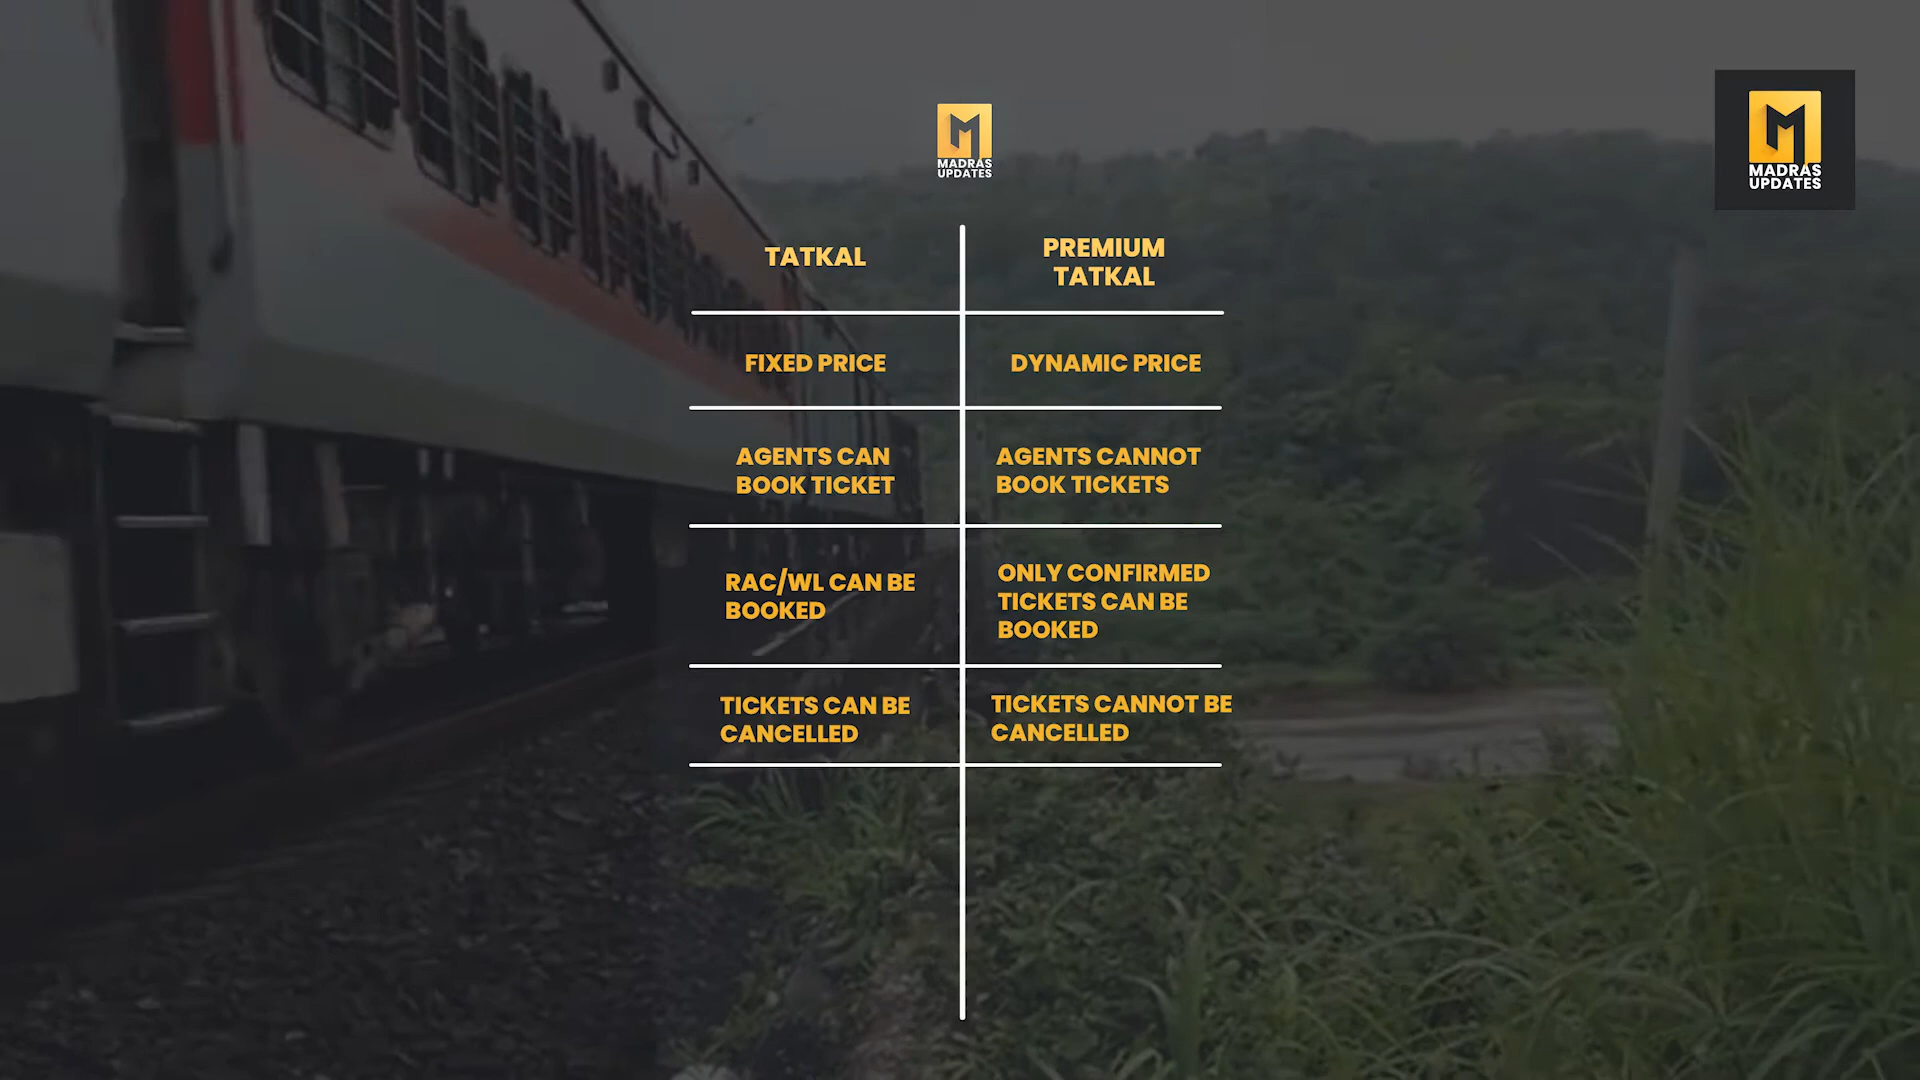 MADRAS
UPDATES
MADRAS
UPDATES
TATKAL
PREMIUM
TATKAL
FIXED PRICE
DYNAMIC PRICE
AGENTS CAN
BOOK TICKET
AGENTS CANNOT
BOOK TICKETS
RAC/WL CAN BE
BOOKED
ONLY CONFIRMED
TICKETS CAN BE
BOOKED
TICKETS CAN BE
CANCELLED
TICKETS CANNOT BE
CANCELLED